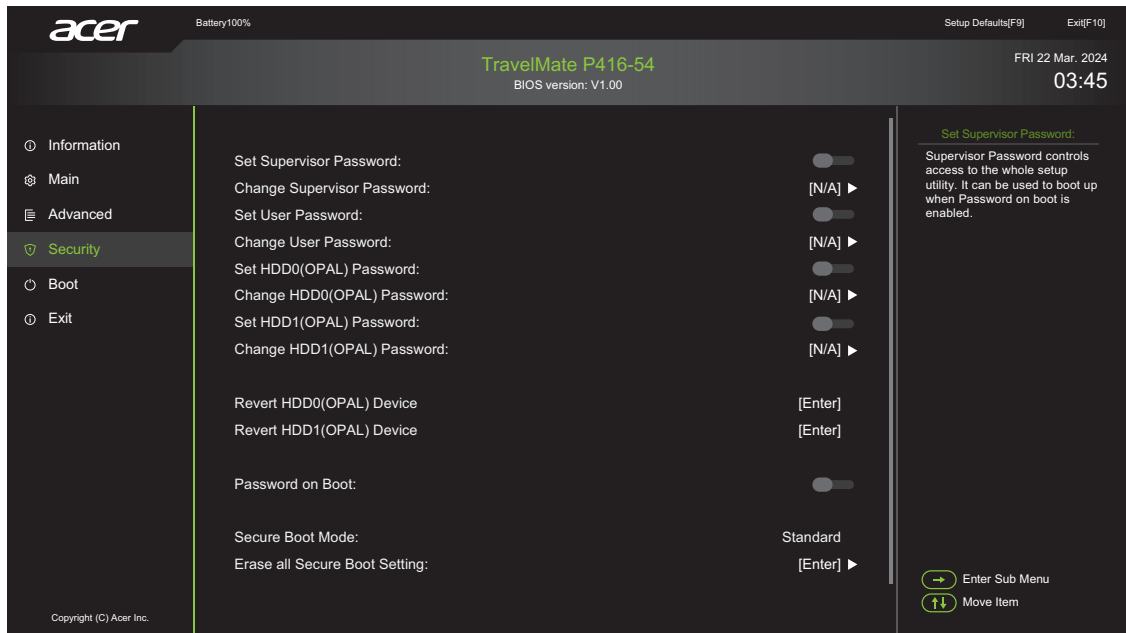 acer
Battery100%
Setup Defaults[F9] Exit[F10]
TravelMate P416-54
BIOS version: V1.00
FRI 22 Mar. 2024
03:45
Information
Main
Advanced
Security
Boot
Exit
Set Supervisor Password:
Change Supervisor Password: [N/A]
Set User Password:
Change User Password: [N/A]
Set HDD0(OPAL) Password:
Change HDD0(OPAL) Password: [N/A]
Set HDD1(OPAL) Password:
Change HDD1(OPAL) Password: [N/A]
Revert HDD0(OPAL) Device [Enter]
Revert HDD1(OPAL) Device [Enter]
Password on Boot:
Secure Boot Mode: Standard
Erase all Secure Boot Setting: [Enter]
Set Supervisor Password:
Supervisor Password controls
access to the whole setup
utility. It can be used to boot up
when Password on boot is
enabled.
Enter Sub Menu
Move Item
Copyright (C) Acer Inc.